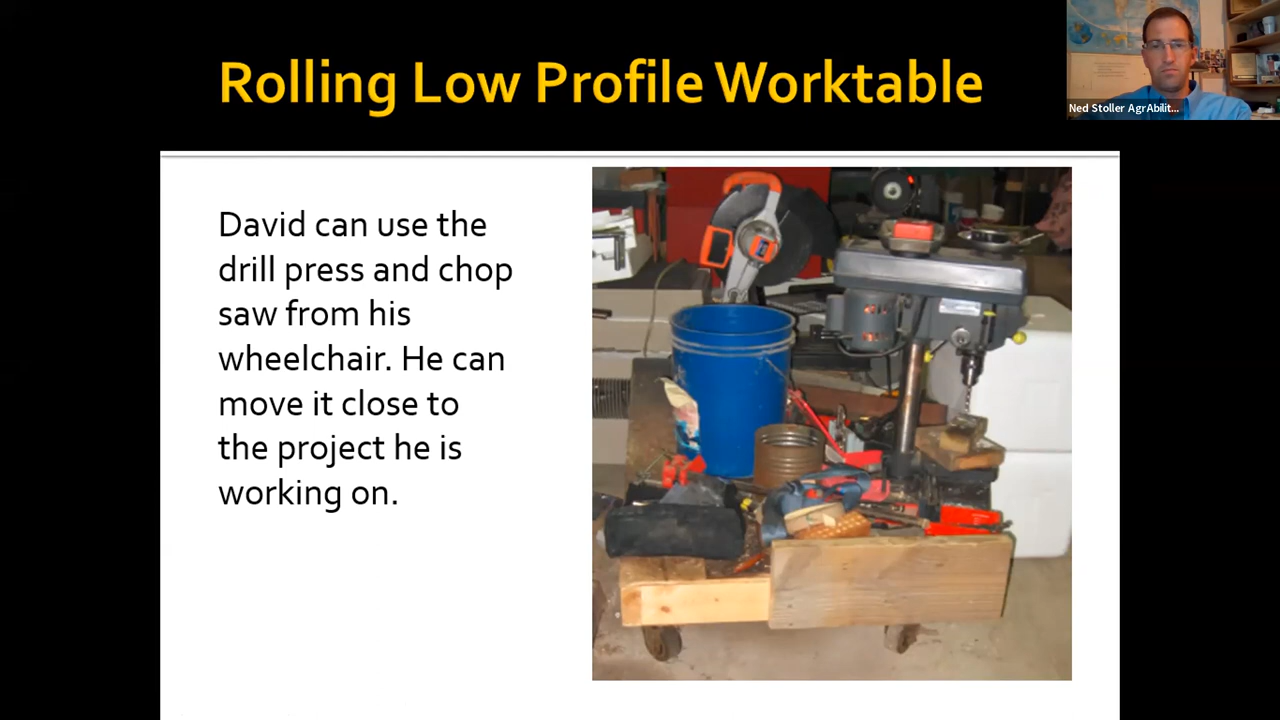 Rolling Low Profile Worktable
Ned Stoller AgrAbilit...
David can use the
drill press and chop
saw from his
wheelchair. He can
move it close to
the project he is
working on.